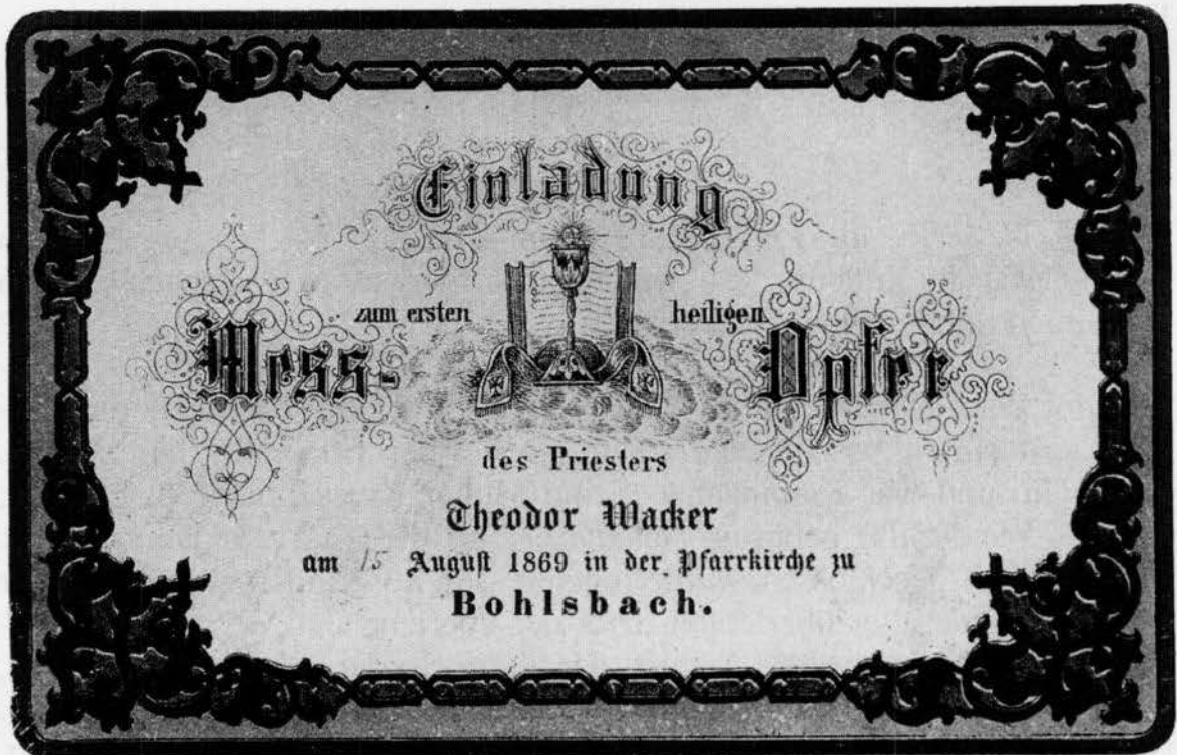 Einladung
zum ersten heiligen
Mess- Opfer
des Priesters
Theodor Wacker
am 15 August 1869 in der Pfarrkirche zu
Bohlsbach.